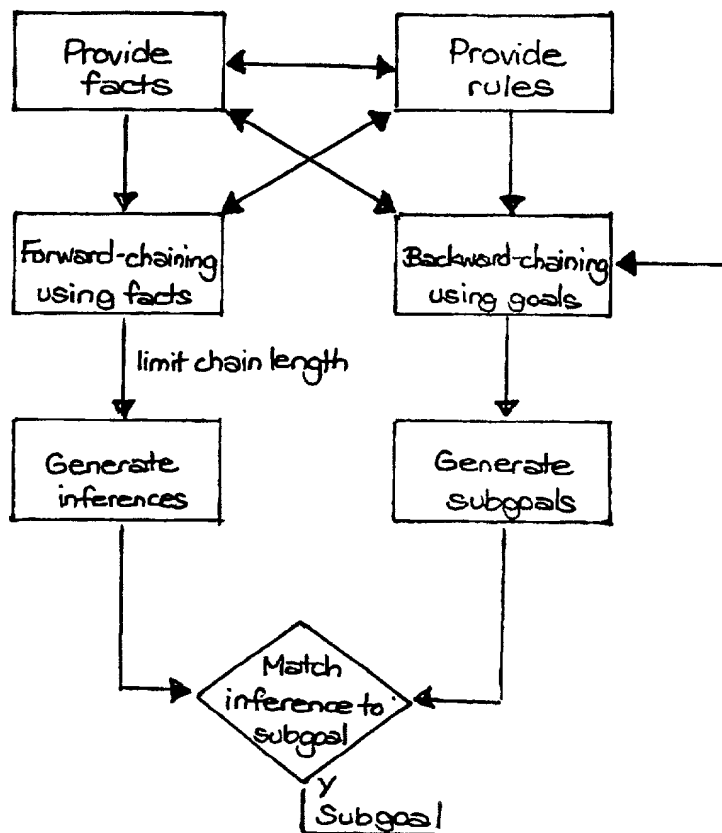 Provide
facts
Provide
rules
Forward-chaining
using facts
Backward-chaining
using goals
limit chain length
Generate
inferences
Generate
subgoals
Match
inference to
subgoal
Y
Subgoal